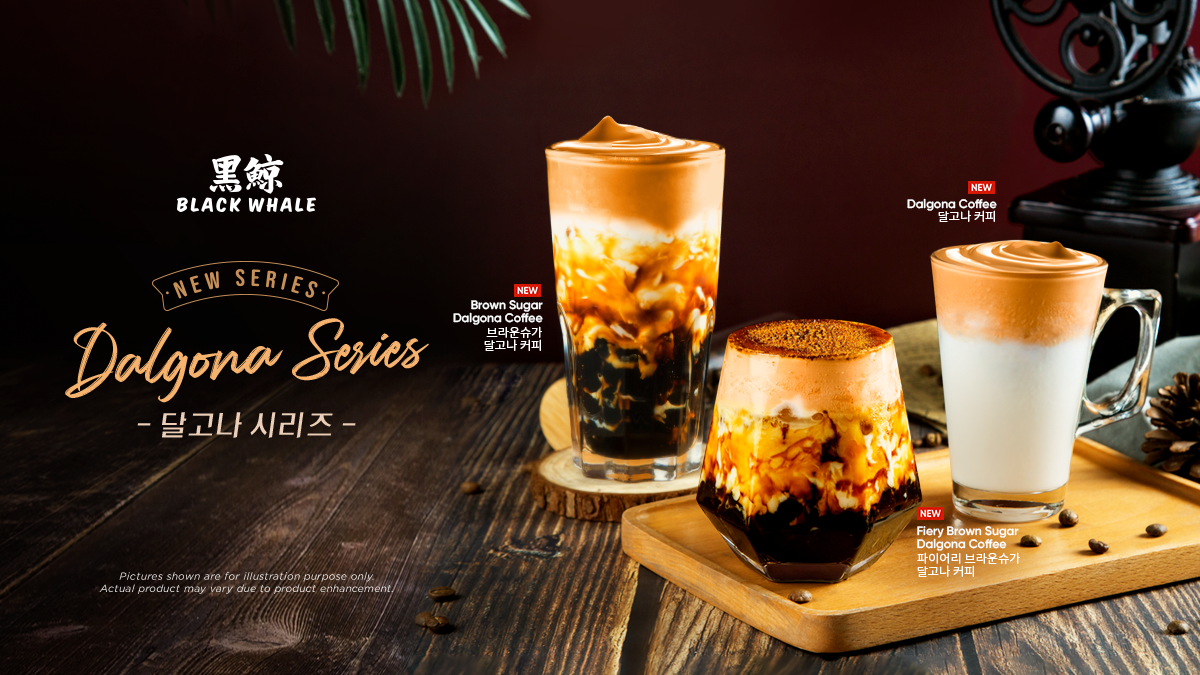 黒鯨
BLACK WHALE
· NEW SERIES ·
Dalgona Series
- 달고나 시리즈 -
Pictures shown are for illustration purpose only.
Actual product may vary due to product enhancement.
NEW
Brown Sugar
Dalgona Coffee
브라운슈가
달고나 커피
NEW
Dalgona Coffee
달고나 커피
NEW
Fiery Brown Sugar
Dalgona Coffee
파이어리 브라운슈가
달고나 커피